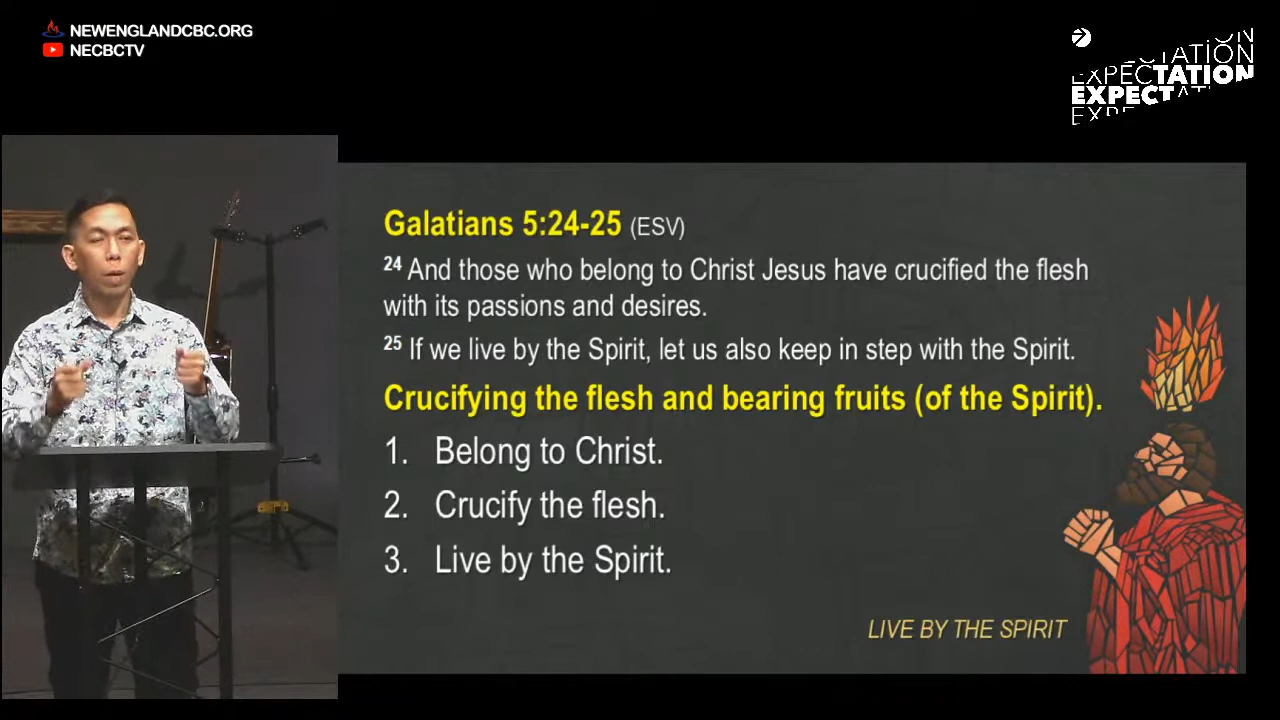 NEWENGLANDCBC.ORG
NECBCTV
EXPECTATION
Galatians 5:24-25 (ESV)
24 And those who belong to Christ Jesus have crucified the flesh
with its passions and desires.
25 If we live by the Spirit, let us also keep in step with the Spirit.
Crucifying the flesh and bearing fruits (of the Spirit).
1. Belong to Christ.
2. Crucify the flesh.
3. Live by the Spirit.
LIVE BY THE SPIRIT